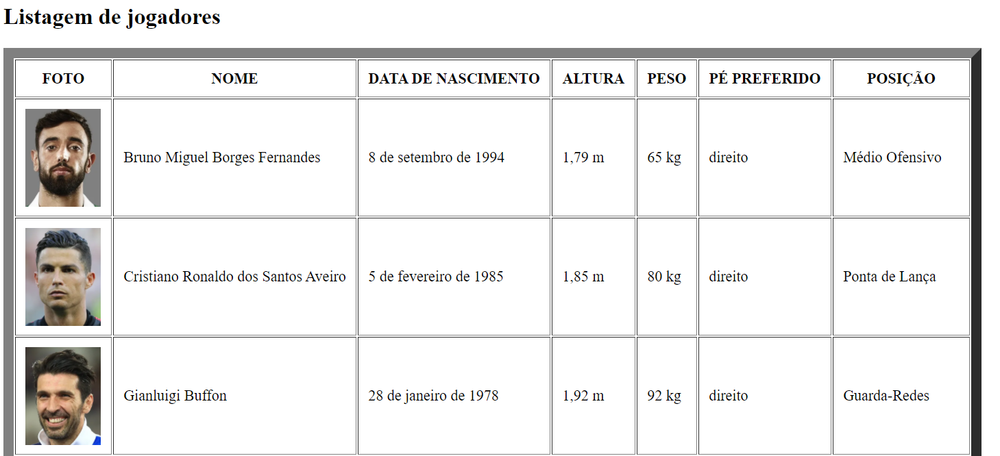 Listagem de jogadores
FOTO NOME DATA DE NASCIMENTO ALTURA PESO PÉ PREFERIDO POSIÇÃO
Bruno Miguel Borges Fernandes 8 de setembro de 1994 1,79 m 65 kg direito Médio Ofensivo
Cristiano Ronaldo dos Santos Aveiro 5 de fevereiro de 1985 1,85 m 80 kg direito Ponta de Lança
Gianluigi Buffon 28 de janeiro de 1978 1,92 m 92 kg direito Guarda-Redes